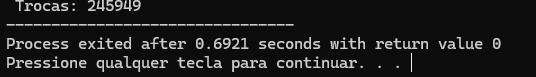 Trocas: 245949
--------------------------------
Process exited after 0.6921 seconds with return value 0
Pressione qualquer tecla para continuar. . .